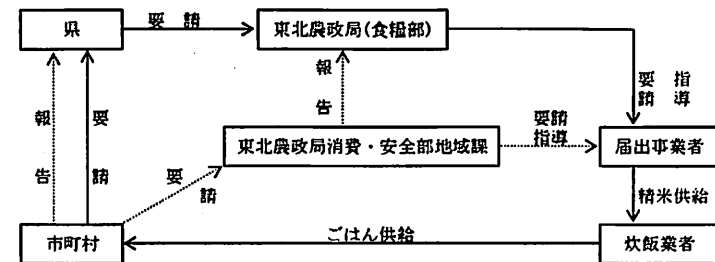 県
要請
東北農政局(食糧部)
報告
要請
報告
要請
指導
東北農政局消費・安全部地域課
要請
指導
届出事業者
要請
精米供給
市町村
ごはん供給
炊飯業者